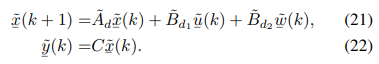 x̲̃(k + 1) = Ã_d x̲̃(k) + B̃_{d_1} ũ̲(k) + B̃_{d_2} w̲̃(k), (21)
ỹ̲(k) = C x̲̃(k). (22)